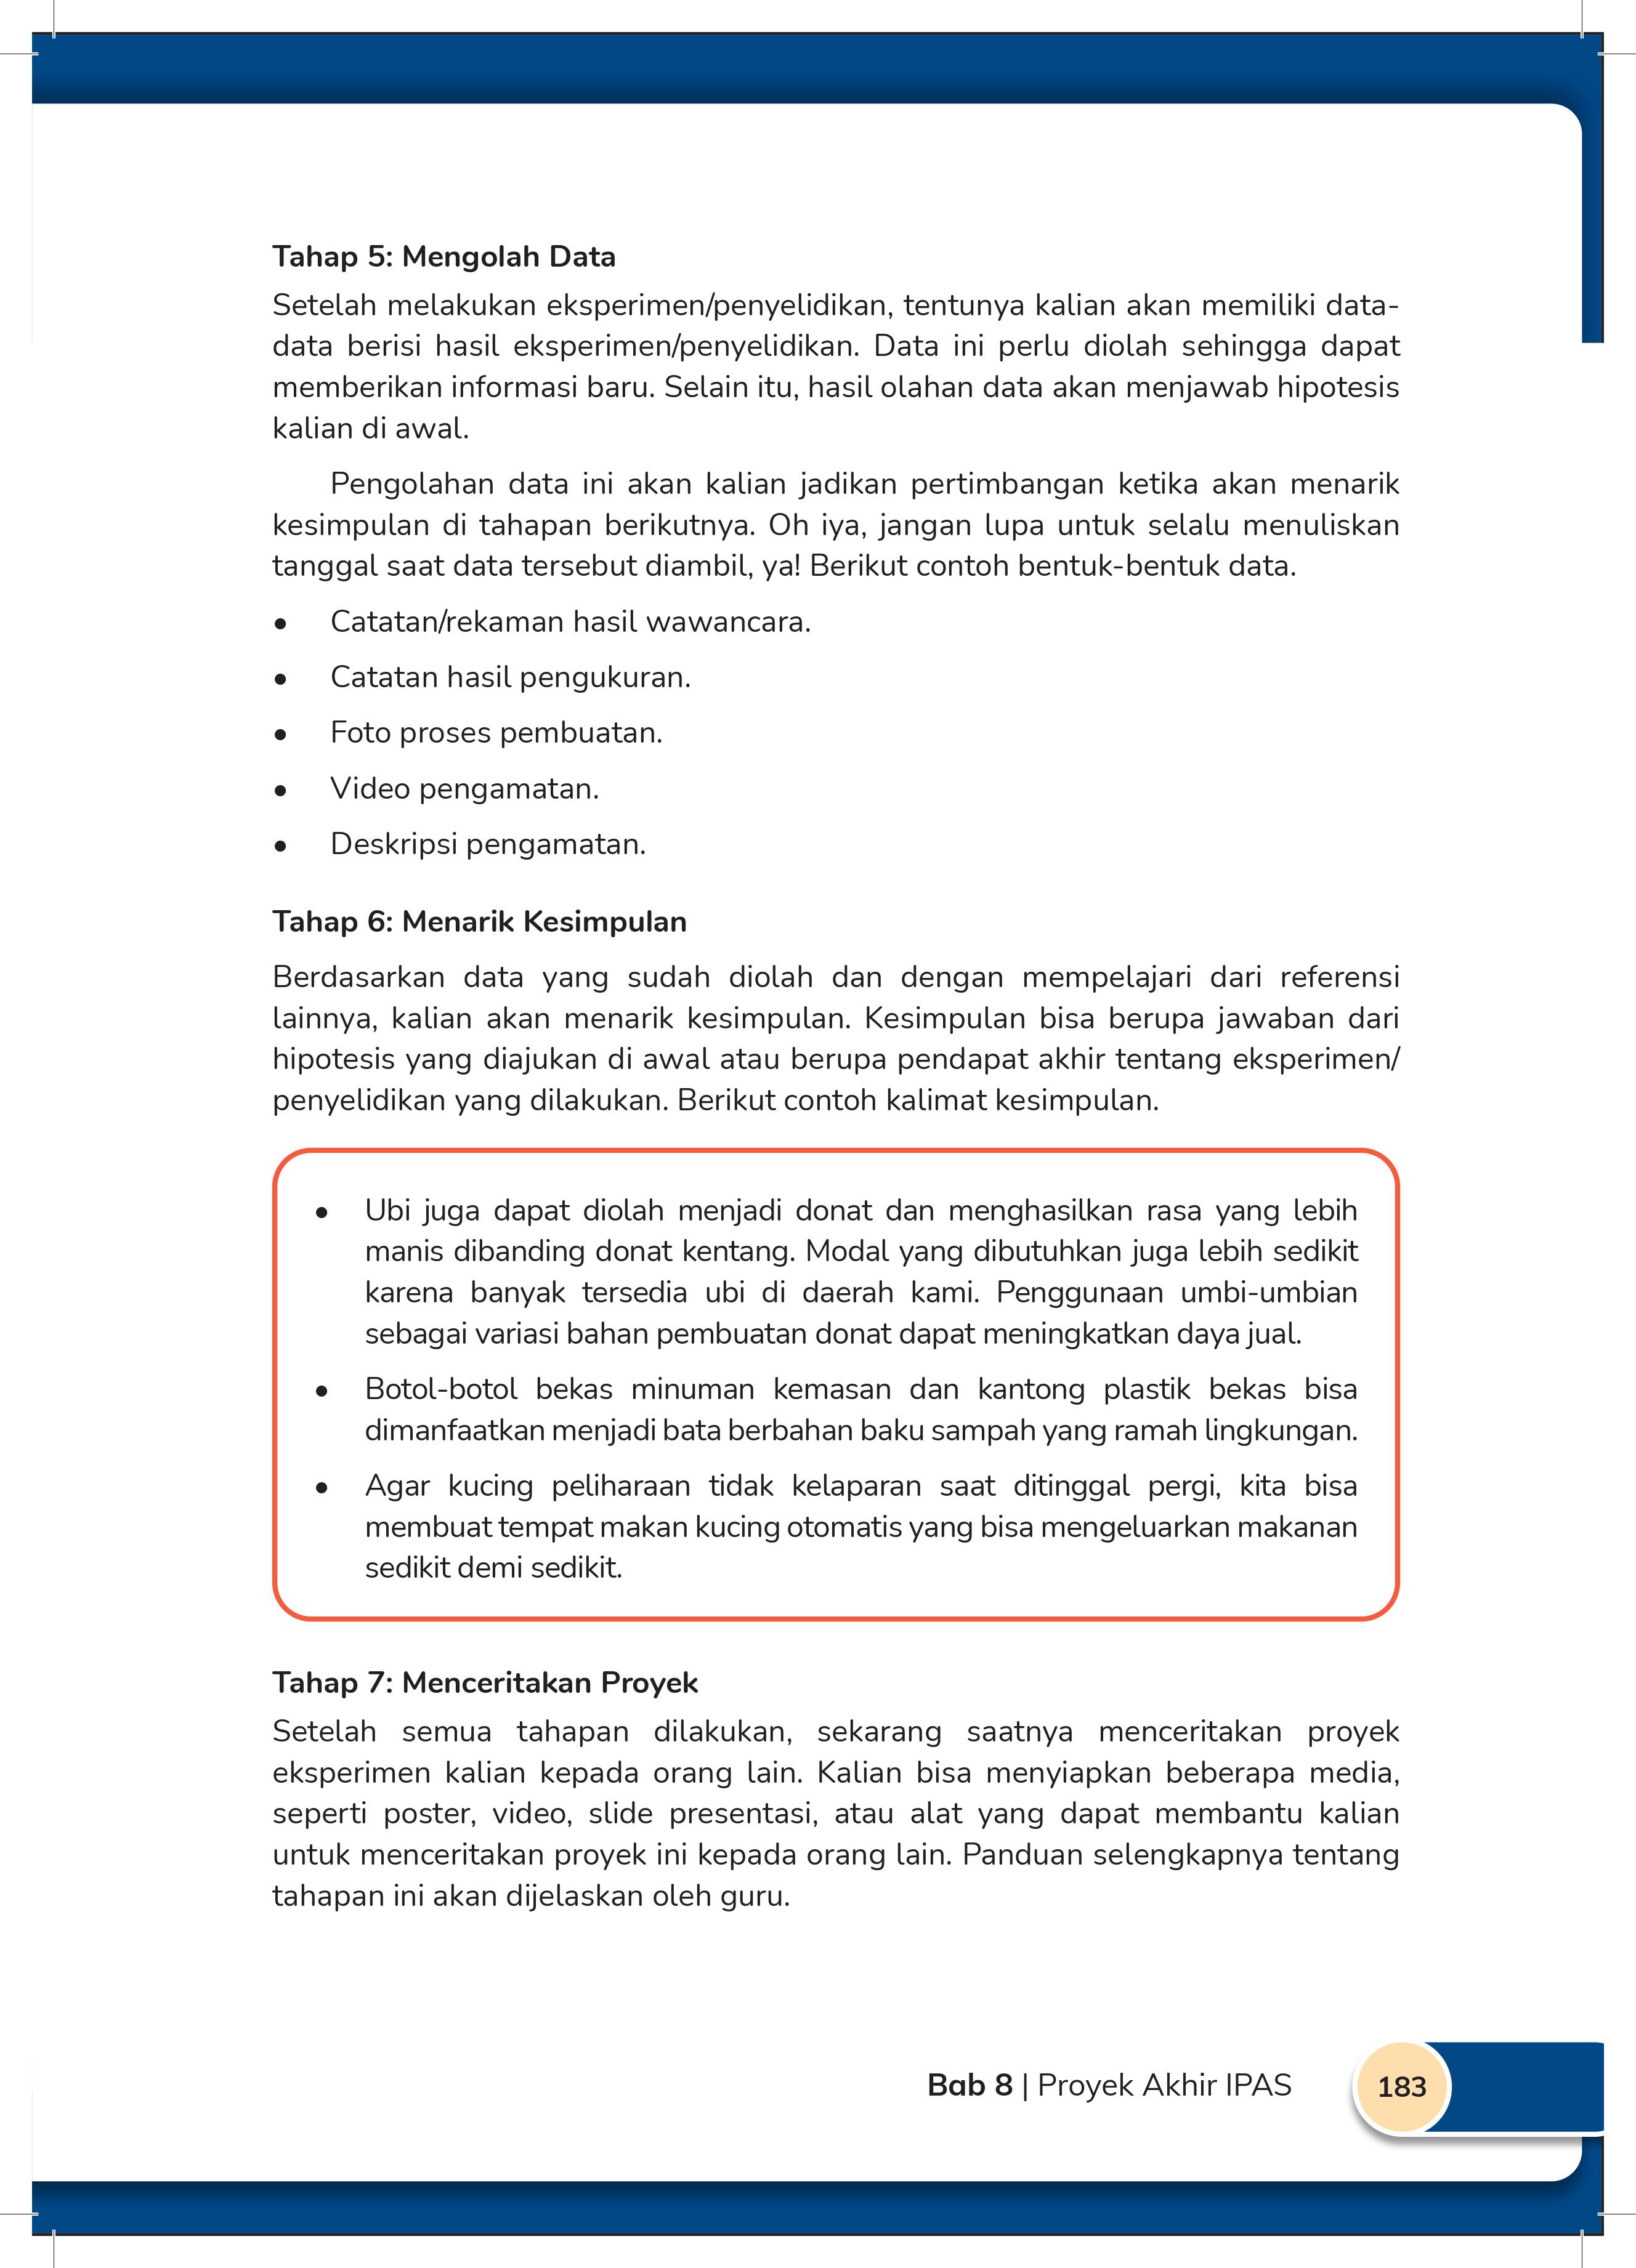 Tahap 5: Mengolah Data
Setelah melakukan eksperimen/penyelidikan, tentunya kalian akan memiliki data-
data berisi hasil eksperimen/penyelidikan. Data ini perlu diolah sehingga dapat
memberikan informasi baru. Selain itu, hasil olahan data akan menjawab hipotesis
kalian di awal.
Pengolahan data ini akan kalian jadikan pertimbangan ketika akan menarik
kesimpulan di tahapan berikutnya. Oh iya, jangan lupa untuk selalu menuliskan
tanggal saat data tersebut diambil, ya! Berikut contoh bentuk-bentuk data.
• Catatan/rekaman hasil wawancara.
• Catatan hasil pengukuran.
• Foto proses pembuatan.
• Video pengamatan.
• Deskripsi pengamatan.
Tahap 6: Menarik Kesimpulan
Berdasarkan data yang sudah diolah dan dengan mempelajari dari referensi
lainnya, kalian akan menarik kesimpulan. Kesimpulan bisa berupa jawaban dari
hipotesis yang diajukan di awal atau berupa pendapat akhir tentang eksperimen/
penyelidikan yang dilakukan. Berikut contoh kalimat kesimpulan.
• Ubi juga dapat diolah menjadi donat dan menghasilkan rasa yang lebih
manis dibanding donat kentang. Modal yang dibutuhkan juga lebih sedikit
karena banyak tersedia ubi di daerah kami. Penggunaan umbi-umbian
sebagai variasi bahan pembuatan donat dapat meningkatkan daya jual.
• Botol-botol bekas minuman kemasan dan kantong plastik bekas bisa
dimanfaatkan menjadi bata berbahan baku sampah yang ramah lingkungan.
• Agar kucing peliharaan tidak kelaparan saat ditinggal pergi, kita bisa
membuat tempat makan kucing otomatis yang bisa mengeluarkan makanan
sedikit demi sedikit.
Tahap 7: Menceritakan Proyek
Setelah semua tahapan dilakukan, sekarang saatnya menceritakan proyek
eksperimen kalian kepada orang lain. Kalian bisa menyiapkan beberapa media,
seperti poster, video, slide presentasi, atau alat yang dapat membantu kalian
untuk menceritakan proyek ini kepada orang lain. Panduan selengkapnya tentang
tahapan ini akan dijelaskan oleh guru.
Bab 8 | Proyek Akhir IPAS 183